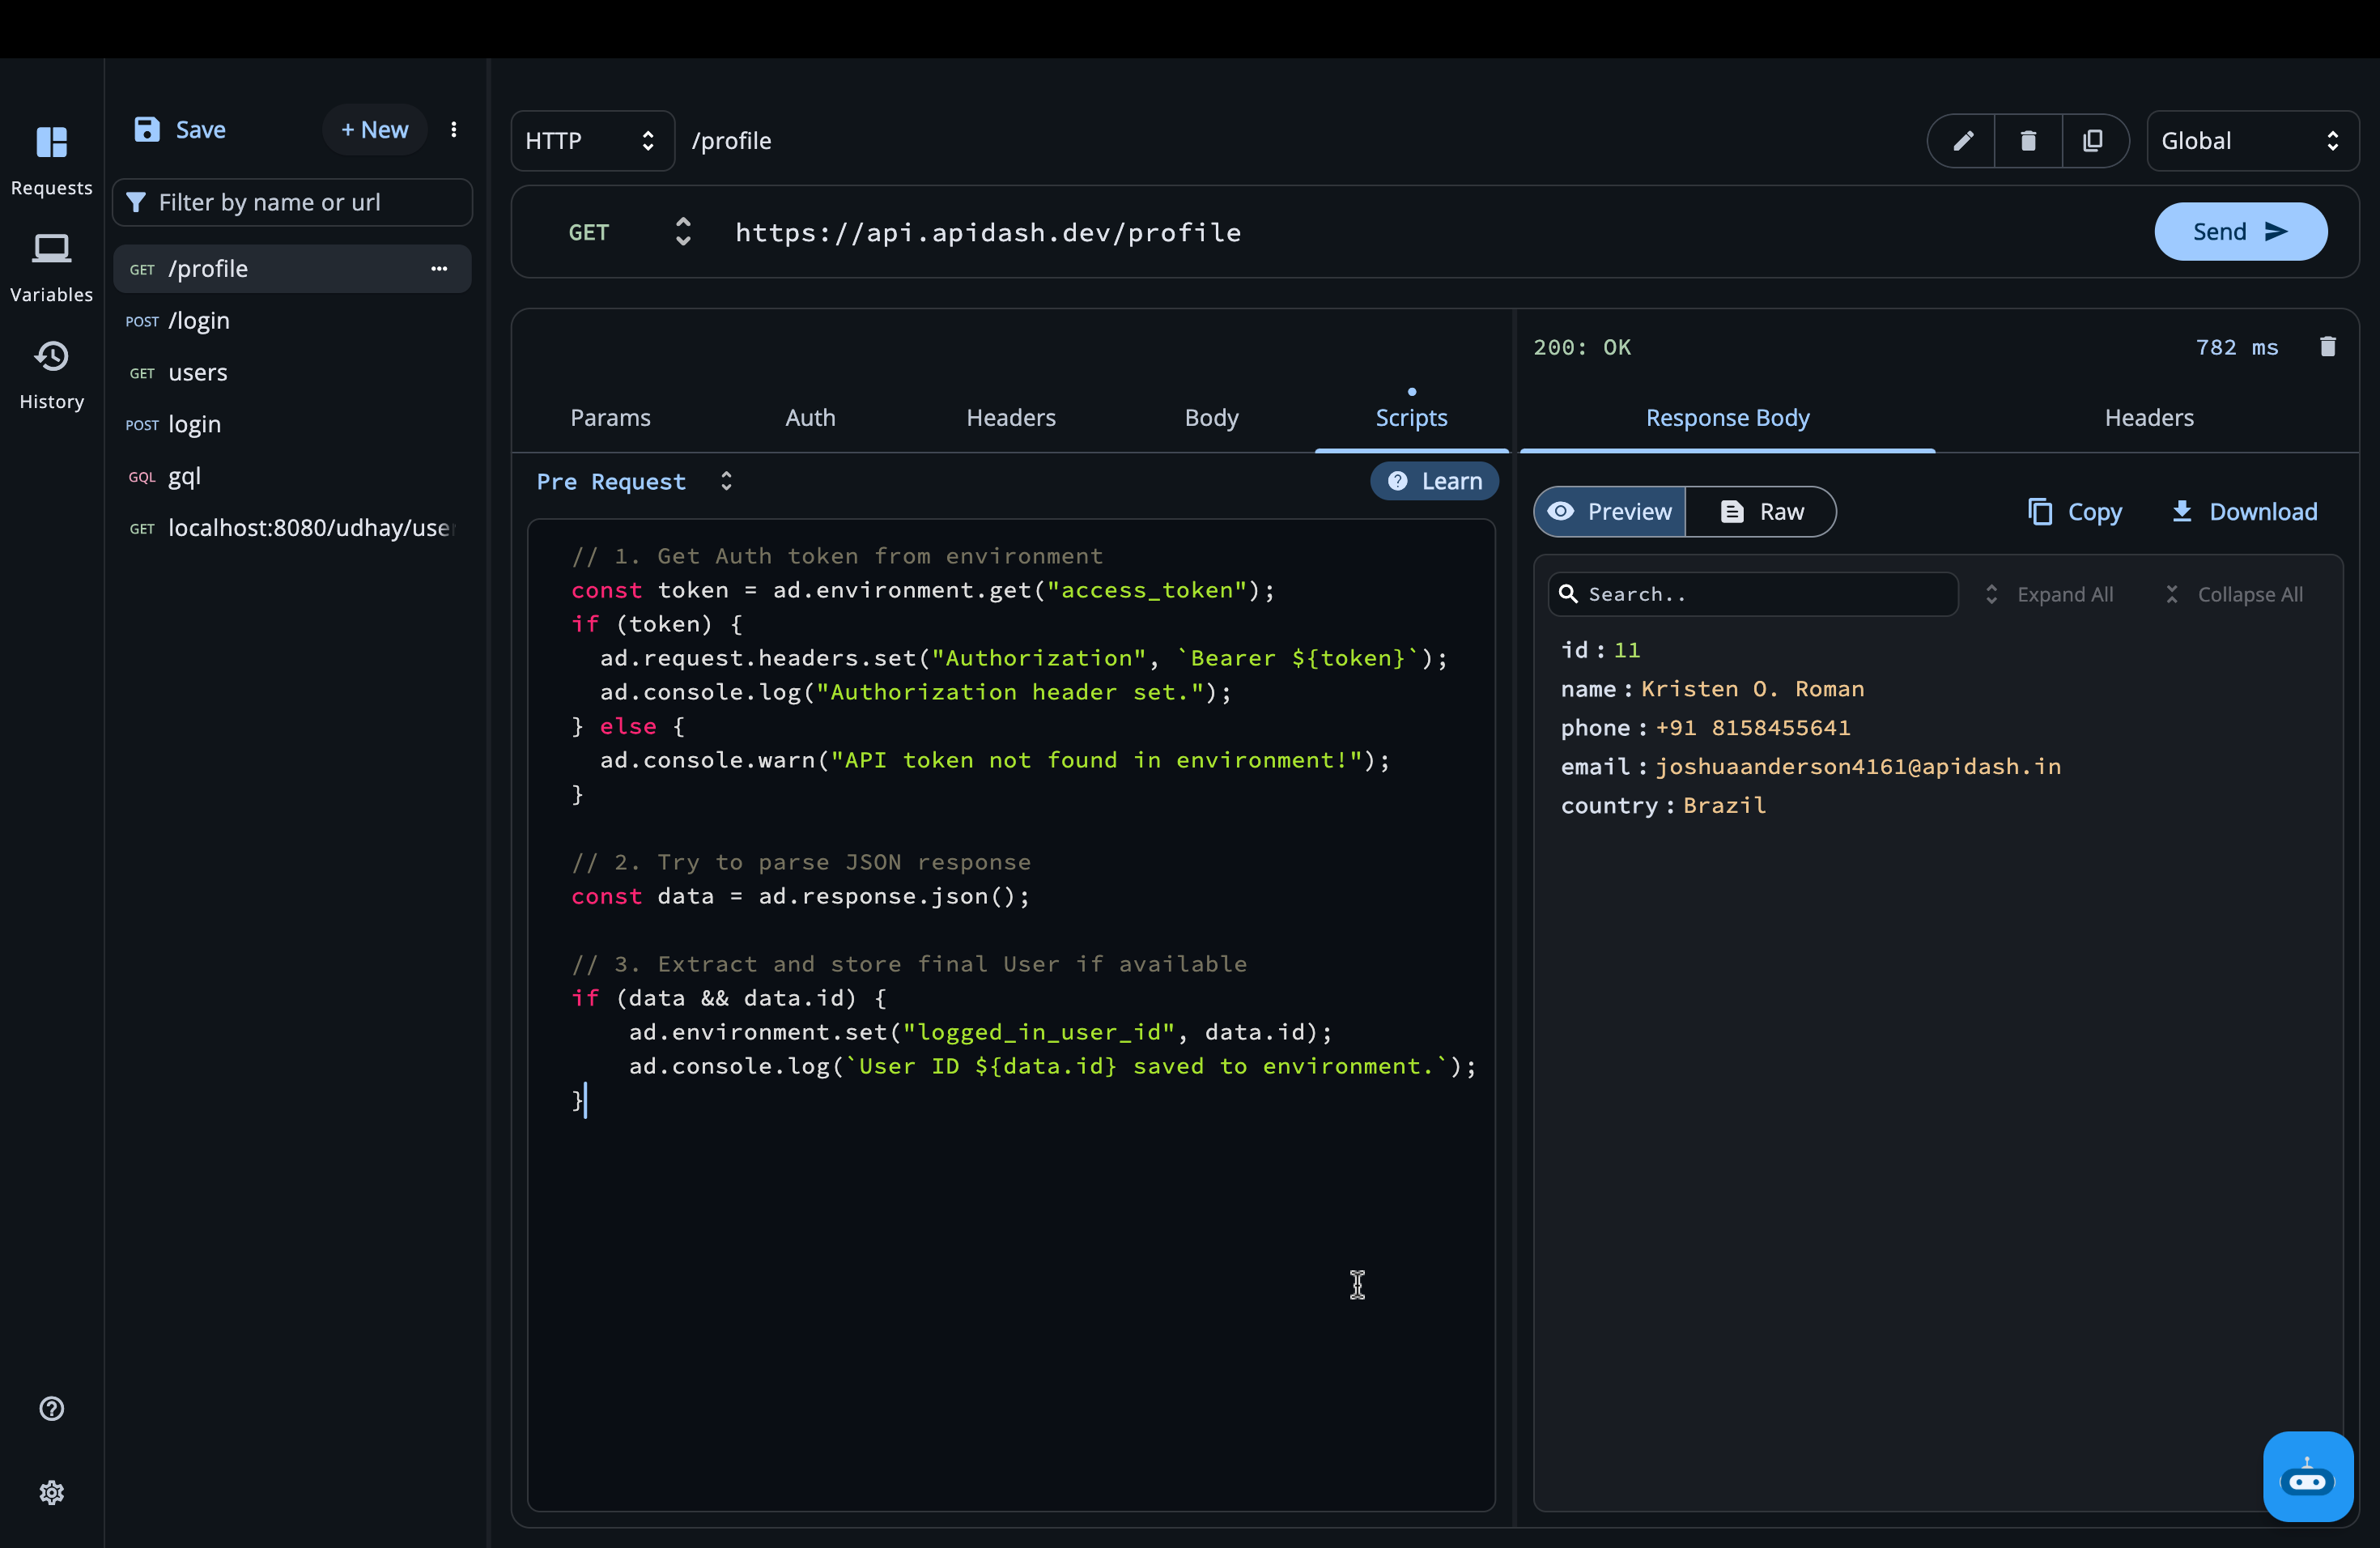 Requests
Variables
History
Save
+ New
Filter by name or url
GET /profile
POST /login
GET users
POST login
GQL gql
GET localhost:8080/udhay/use
HTTP
/profile
Global
GET
https://api.apidash.dev/profile
Send
Params
Auth
Headers
Body
Scripts
Pre Request
Learn
// 1. Get Auth token from environment
const token = ad.environment.get("access_token");
if (token) {
  ad.request.headers.set("Authorization", `Bearer ${token}`);
  ad.console.log("Authorization header set.");
} else {
  ad.console.warn("API token not found in environment!");
}
// 2. Try to parse JSON response
const data = ad.response.json();
// 3. Extract and store final User if available
if (data && data.id) {
    ad.environment.set("logged_in_user_id", data.id);
    ad.console.log(`User ID ${data.id} saved to environment.`);
}
200: OK
782 ms
Response Body
Headers
Preview
Raw
Copy
Download
Search..
Expand All
Collapse All
id : 11
name : Kristen O. Roman
phone : +91 8158455641
email : joshuaanderson4161@apidash.in
country : Brazil